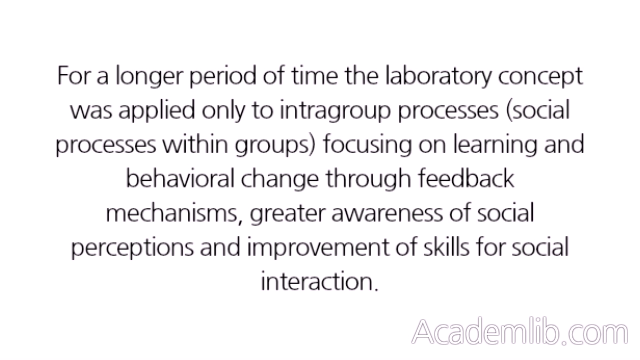 For a longer period of time the laboratory concept
was applied only to intragroup processes (social
processes within groups) focusing on learning and
behavioral change through feedback
mechanisms, greater awareness of social
perceptions and improvement of skills for social
interaction.
Academlib.com